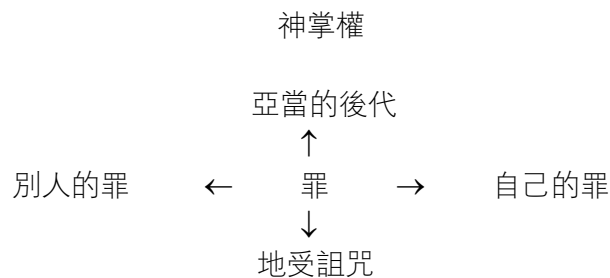 神掌權
亞當的後代
↑
別人的罪 ← 罪 → 自己的罪
↓
地受詛咒